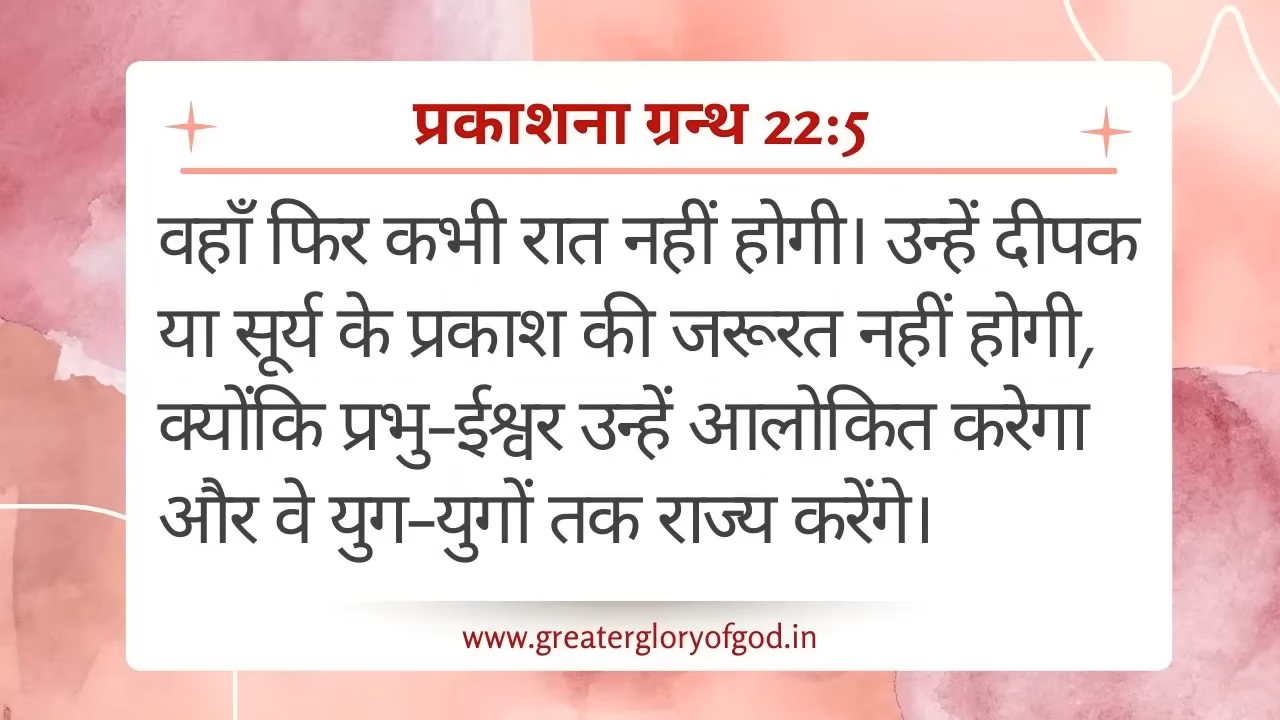 प्रकाशना ग्रन्थ 22:5
वहाँ फिर कभी रात नहीं होगी। उन्हें दीपक
या सूर्य के प्रकाश की जरूरत नहीं होगी,
क्योंकि प्रभु-ईश्वर उन्हें आलोकित करेगा
और वे युग-युगों तक राज्य करेंगे।
www.greatergloryofgod.in